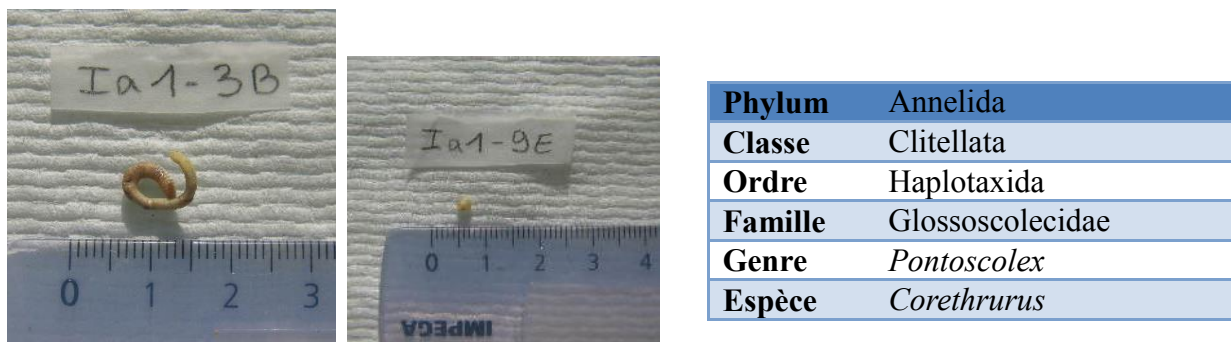 Ia1-3B
0 1 2 3
Ia1-9E
0 1 2 3 4
IMPEGA
Phylum Annelida
Classe Clitellata
Ordre Haplotaxida
Famille Glossoscolecidae
Genre Pontoscolex
Espèce Corethrurus